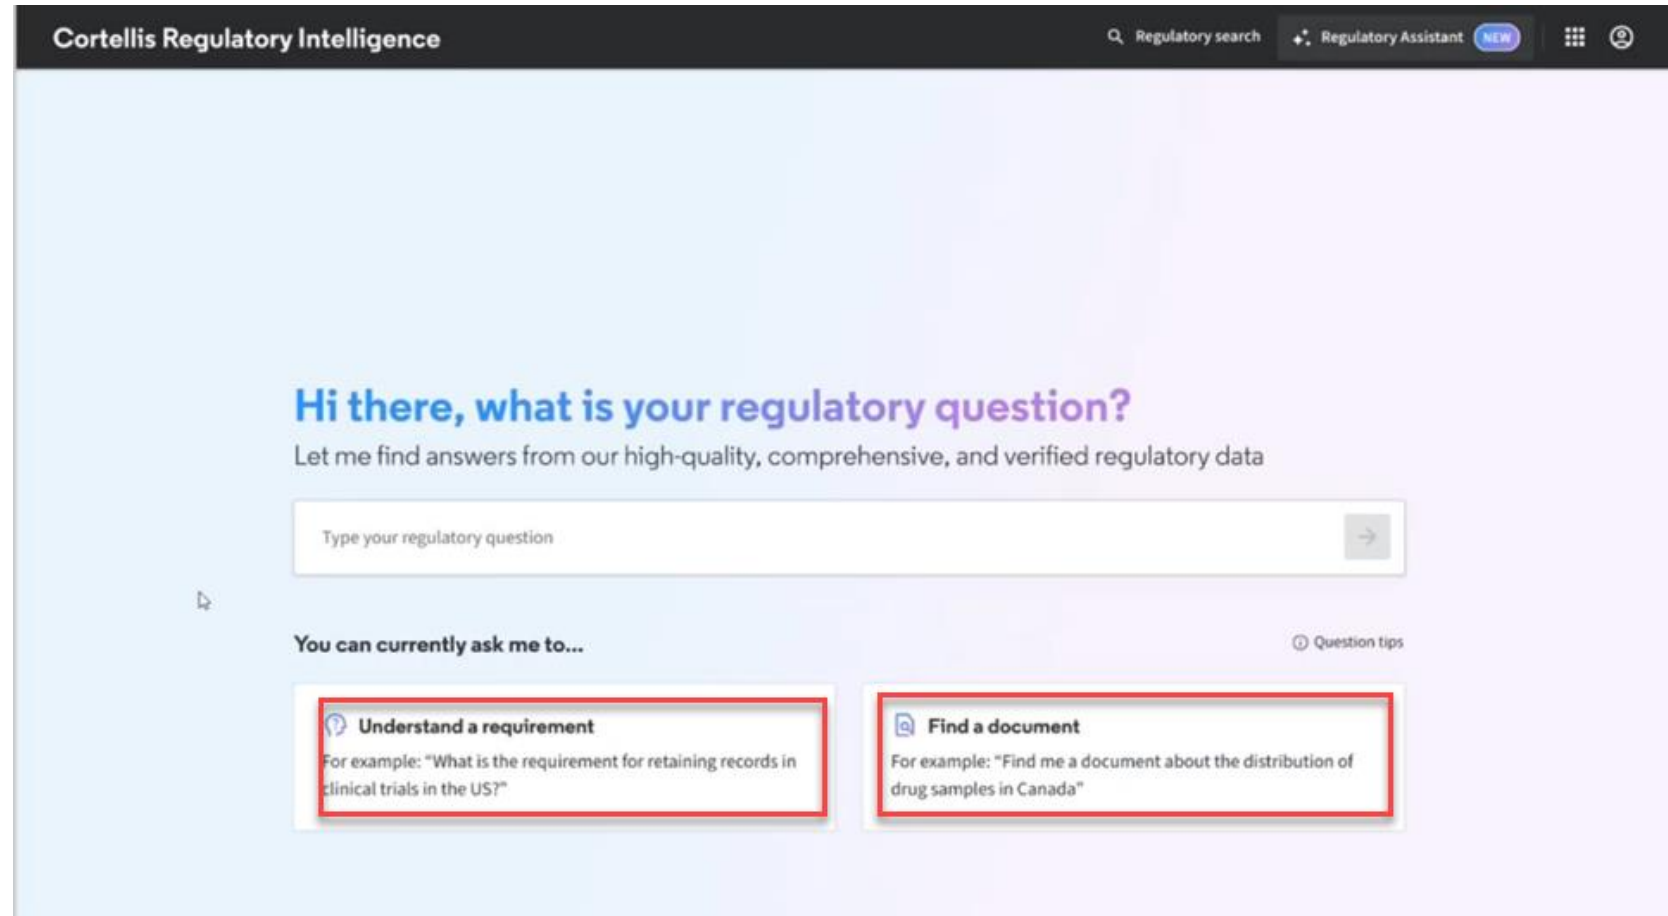 Cortellis Regulatory Intelligence
Regulatory search
Regulatory Assistant NEW
Hi there, what is your regulatory question?
Let me find answers from our high-quality, comprehensive, and verified regulatory data
Type your regulatory question
You can currently ask me to...
Question tips
Understand a requirement
For example: "What is the requirement for retaining records in
clinical trials in the US?"
Find a document
For example: "Find me a document about the distribution of
drug samples in Canada"